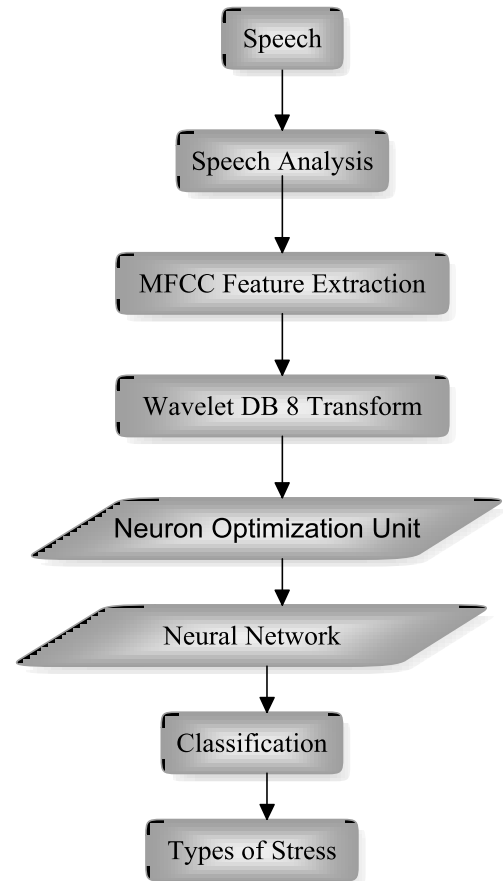 Speech
Speech Analysis
MFCC Feature Extraction
Wavelet DB 8 Transform
Neuron Optimization Unit
Neural Network
Classification
Types of Stress